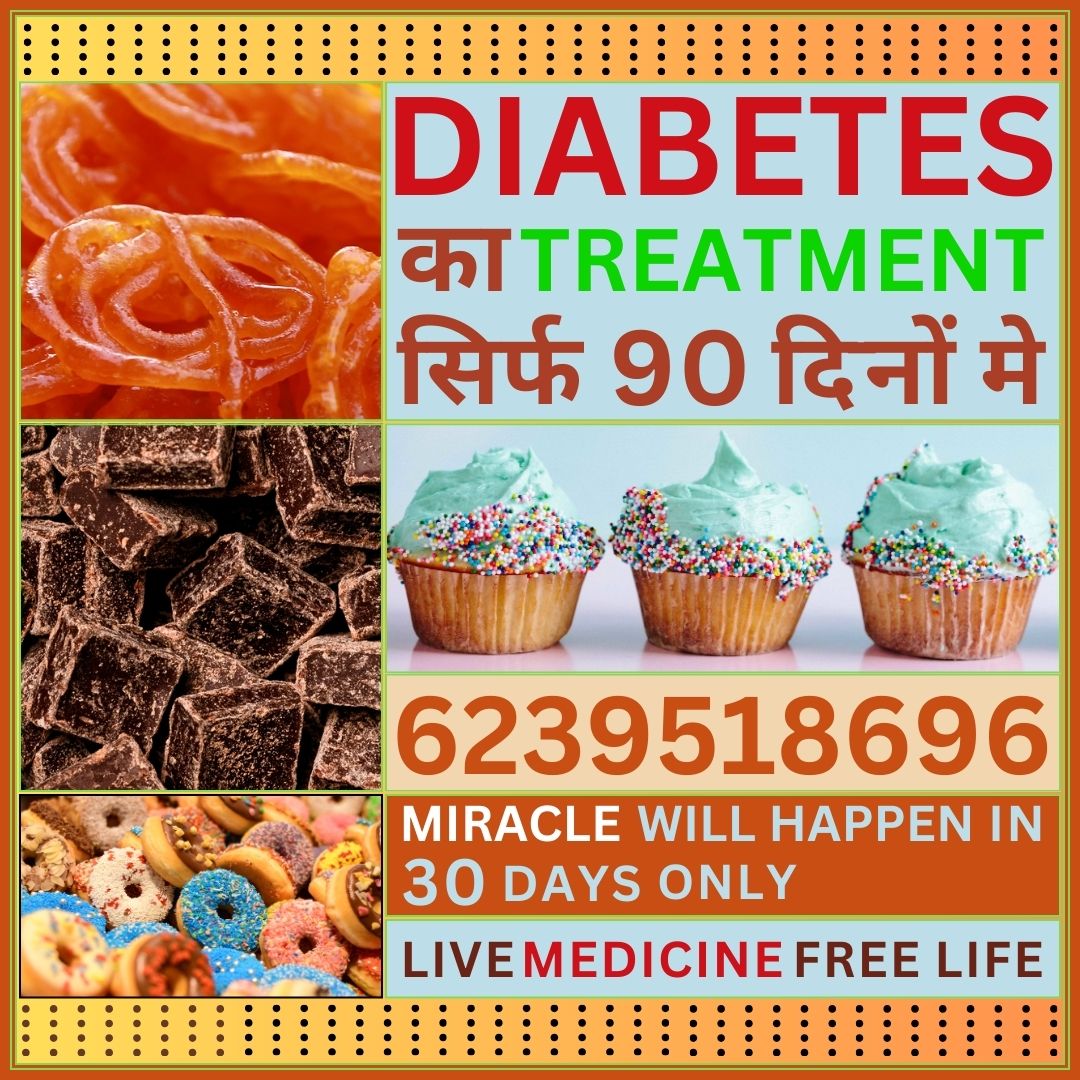 DIABETES
का TREATMENT
सिर्फ 90 दिनों मे
6239518696
MIRACLE WILL HAPPEN IN
30 DAYS ONLY
LIVE MEDICINE FREE LIFE